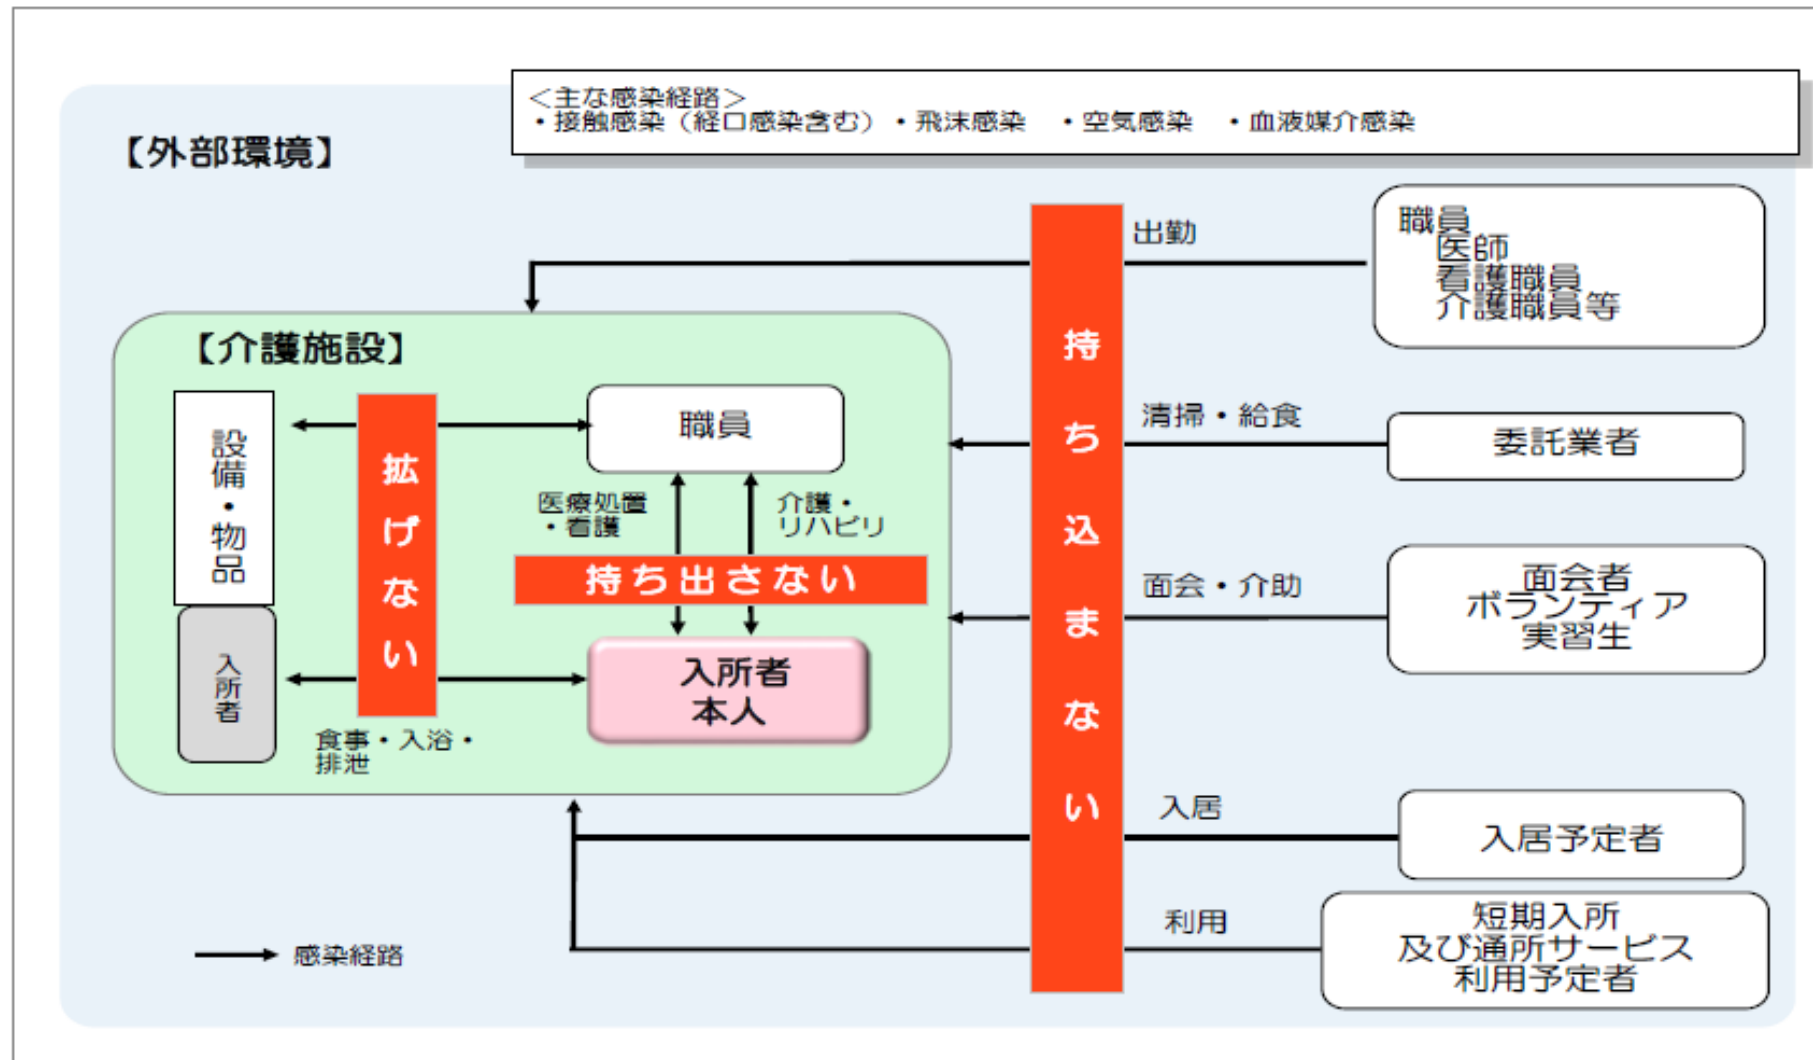 ＜主な感染経路＞
・接触感染（経口感染含む）・飛沫感染　・空気感染　・血液媒介感染
【外部環境】
出勤
職員
医師
看護職員
介護職員等
持ち込まない
【介護施設】
設備・物品
拡げない
職員
清掃・給食
委託業者
医療処置
・看護
介護・
リハビリ
持ち出さない
面会・介助
面会者
ボランティア
実習生
入所者
入所者
本人
食事・入浴・
排泄
入居
入居予定者
利用
短期入所
及び通所サービス
利用予定者
感染経路